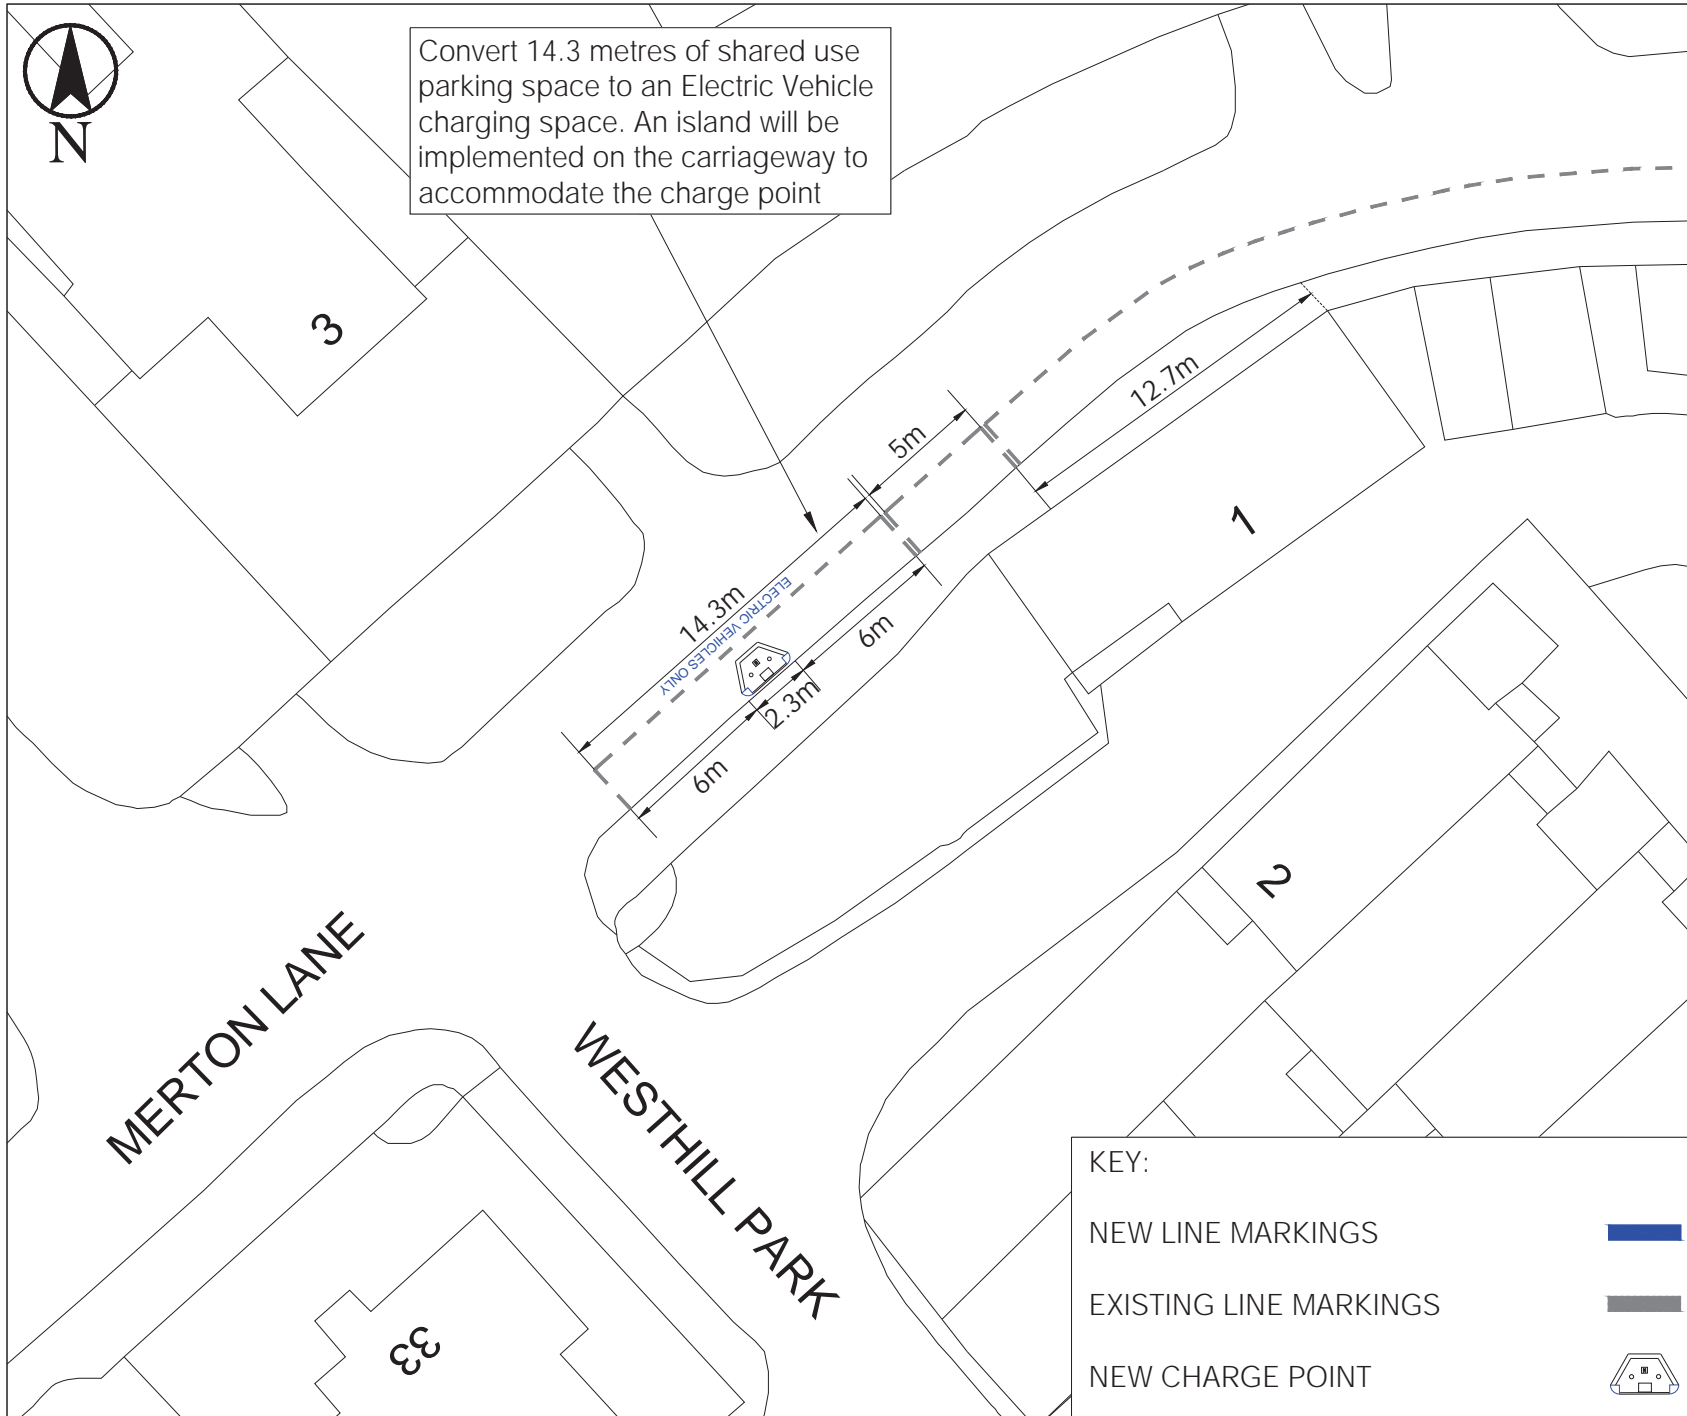 Convert 14.3 metres of shared use
parking space to an Electric Vehicle
charging space. An island will be
implemented on the carriageway to
accommodate the charge point
N
3
12.7m
5m
1
14.3m
ELECTRIC VEHICLES ONLY
6m
2.3m
6m
2
MERTON LANE
WESTHILL PARK
33
KEY:
NEW LINE MARKINGS
EXISTING LINE MARKINGS
NEW CHARGE POINT